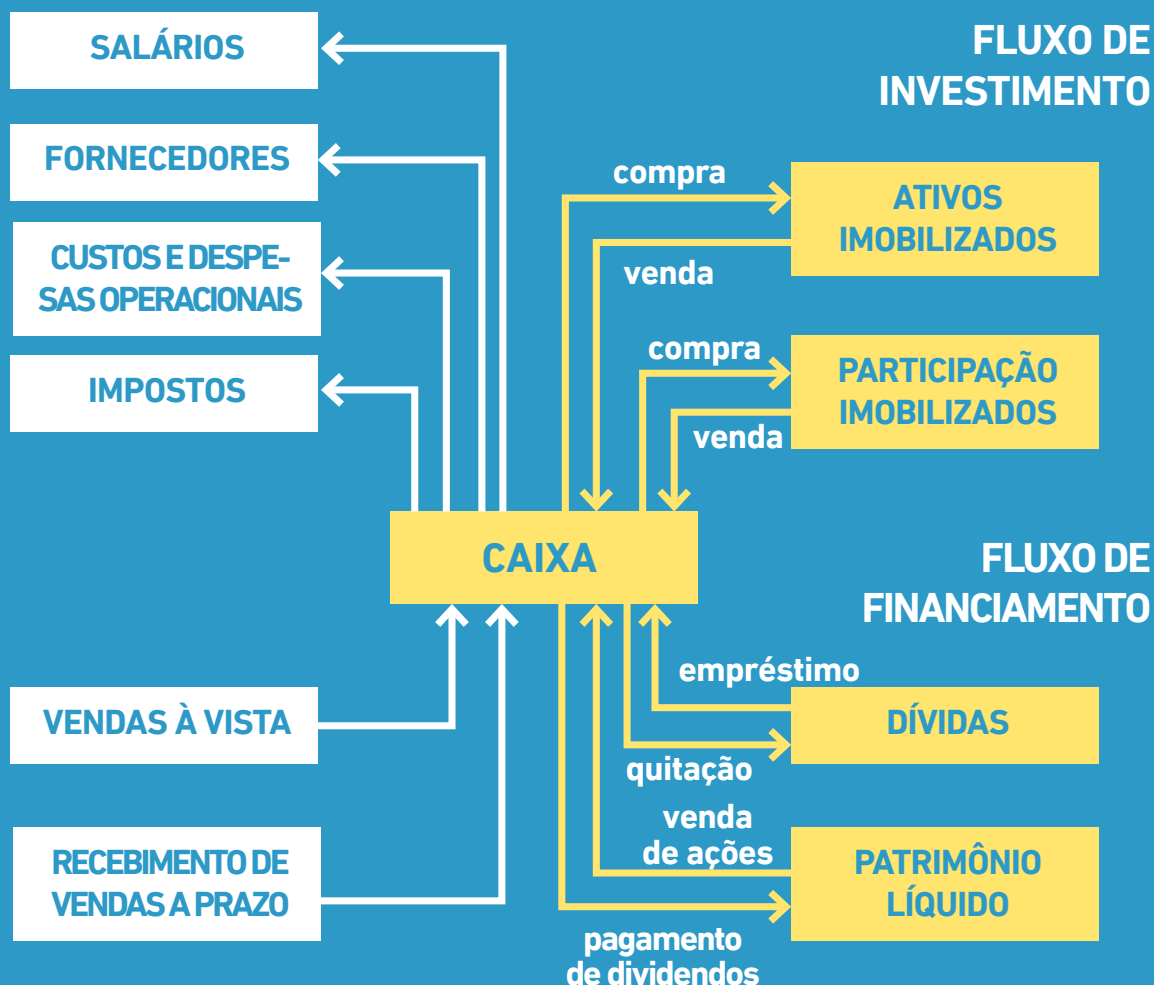 SALÁRIOS
FORNECEDORES
CUSTOS E DESPE-
SAS OPERACIONAIS
IMPOSTOS
VENDAS À VISTA
RECEBIMENTO DE
VENDAS A PRAZO
CAIXA
FLUXO DE
INVESTIMENTO
compra
ATIVOS
IMOBILIZADOS
venda
compra
PARTICIPAÇÃO
IMOBILIZADOS
venda
FLUXO DE
FINANCIAMENTO
empréstimo
DÍVIDAS
quitação
venda
de ações
PATRIMÔNIO
LÍQUIDO
pagamento
de dividendos